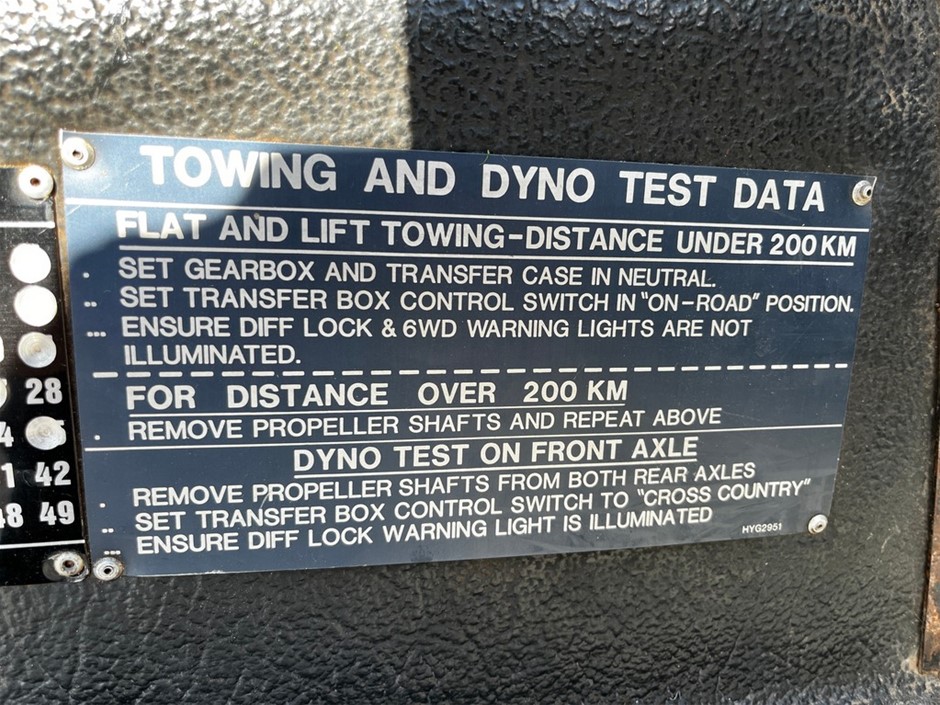 TOWING AND DYNO TEST DATA
FLAT AND LIFT TOWING-DISTANCE UNDER 200 KM
. SET GEARBOX AND TRANSFER CASE IN NEUTRAL.
.. SET TRANSFER BOX CONTROL SWITCH IN "ON-ROAD" POSITION.
... ENSURE DIFF LOCK & 6WD WARNING LIGHTS ARE NOT
ILLUMINATED.
FOR DISTANCE OVER 200 KM
. REMOVE PROPELLER SHAFTS AND REPEAT ABOVE
DYNO TEST ON FRONT AXLE
. REMOVE PROPELLER SHAFTS FROM BOTH REAR AXLES
.. SET TRANSFER BOX CONTROL SWITCH TO "CROSS COUNTRY"
... ENSURE DIFF LOCK WARNING LIGHT IS ILLUMINATED
HYG2951
28
42
49